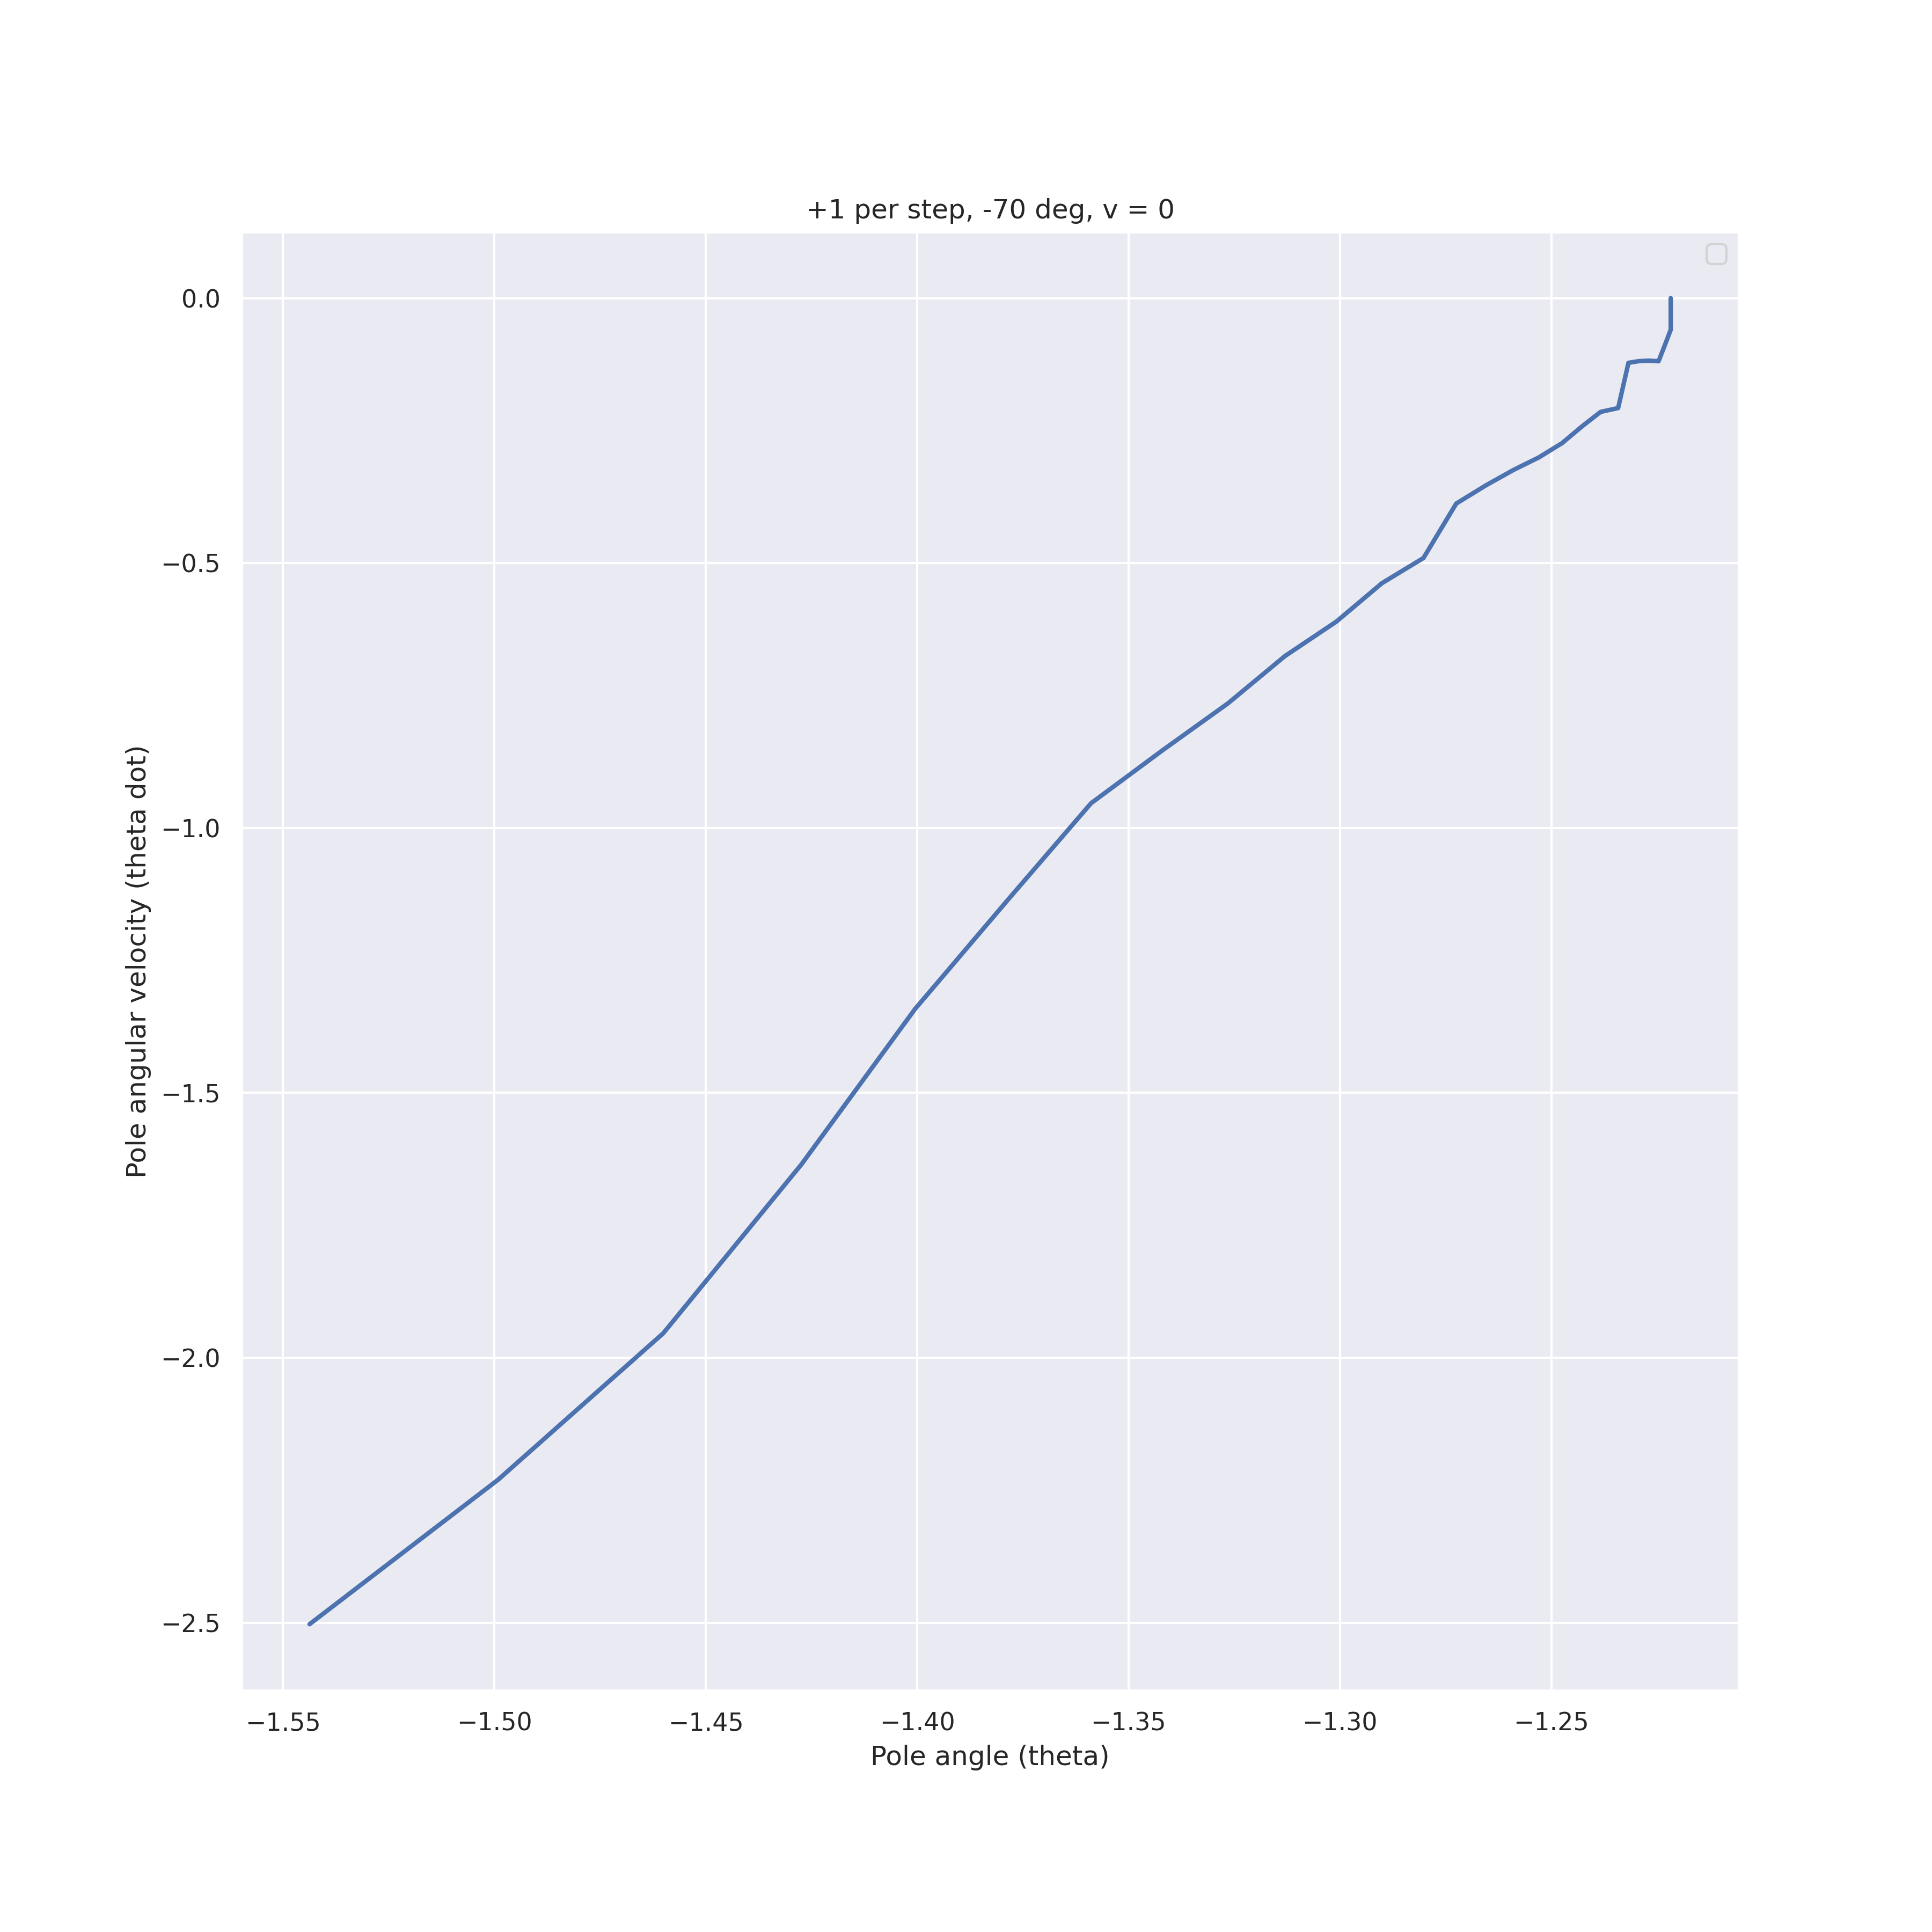 +1 per step, -70 deg, v = 0
Pole angular velocity (theta dot)
0.0
−0.5
−1.0
−1.5
−2.0
−2.5
−1.55 −1.50 −1.45 −1.40 −1.35 −1.30 −1.25
Pole angle (theta)